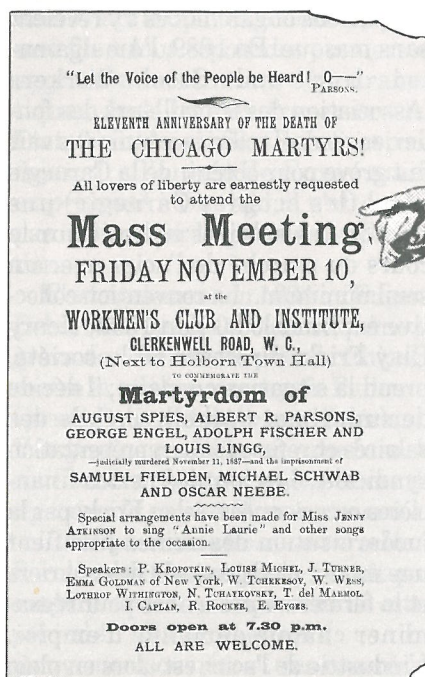 "Let the Voice of the People be Heard! O——"
PARSONS.
ELEVENTH ANNIVERSARY OF THE DEATH OF
THE CHICAGO MARTYRS!
All lovers of liberty are earnestly requested
to attend the
Mass Meeting
FRIDAY NOVEMBER 10,
at the
WORKMEN'S CLUB AND INSTITUTE,
CLERKENWELL ROAD, W. C.,
(Next to Holborn Town Hall)
TO COMMEMORATE THE
Martyrdom of
AUGUST SPIES, ALBERT R. PARSONS,
GEORGE ENGEL, ADOLPH FISCHER AND
LOUIS LINGG,
—judicially murdered November 11, 1887—and the imprisonment of
SAMUEL FIELDEN, MICHAEL SCHWAB
AND OSCAR NEEBE.
Special arrangements have been made for Miss JENNY
ATKINSON to sing "Annie Laurie" and other songs
appropriate to the occasion.
Speakers: P. KROPOTKIN, LOUISE MICHEL, J. TURNER,
EMMA GOLDMAN of New York, W. TCHERKESOV, W. WESS,
LOTHROP WITHINGTON, N. TCHAYKOVSKY, T. DEL MARMOL,
I. CAPLAN, R. ROCKER, E. EYGES.
Doors open at 7.30 p.m.
ALL ARE WELCOME.